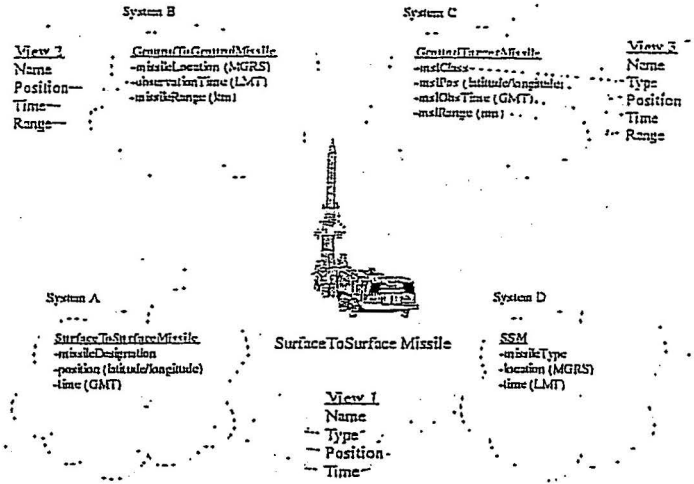 System B
System C
View 2
Name
Position
Time
Range
GroundToGroundMissile
-missileLocation (MGRS)
-observationTime (LMT)
-missileRange (km)
GroundTargetMissile
-mslClass
-mslPos (latitude/longitude)
-mslObsTime (GMT)
-mslRange (nm)
View 3
Name
Type
Position
Time
Range
System A
System D
SurfaceToSurfaceMissile
-missileDesignation
-position (latitude/longitude)
-time (GMT)
SurfaceToSurface Missile
SSM
-missileType
-location (MGRS)
-time (LMT)
View 1
Name
Type
Position
Time